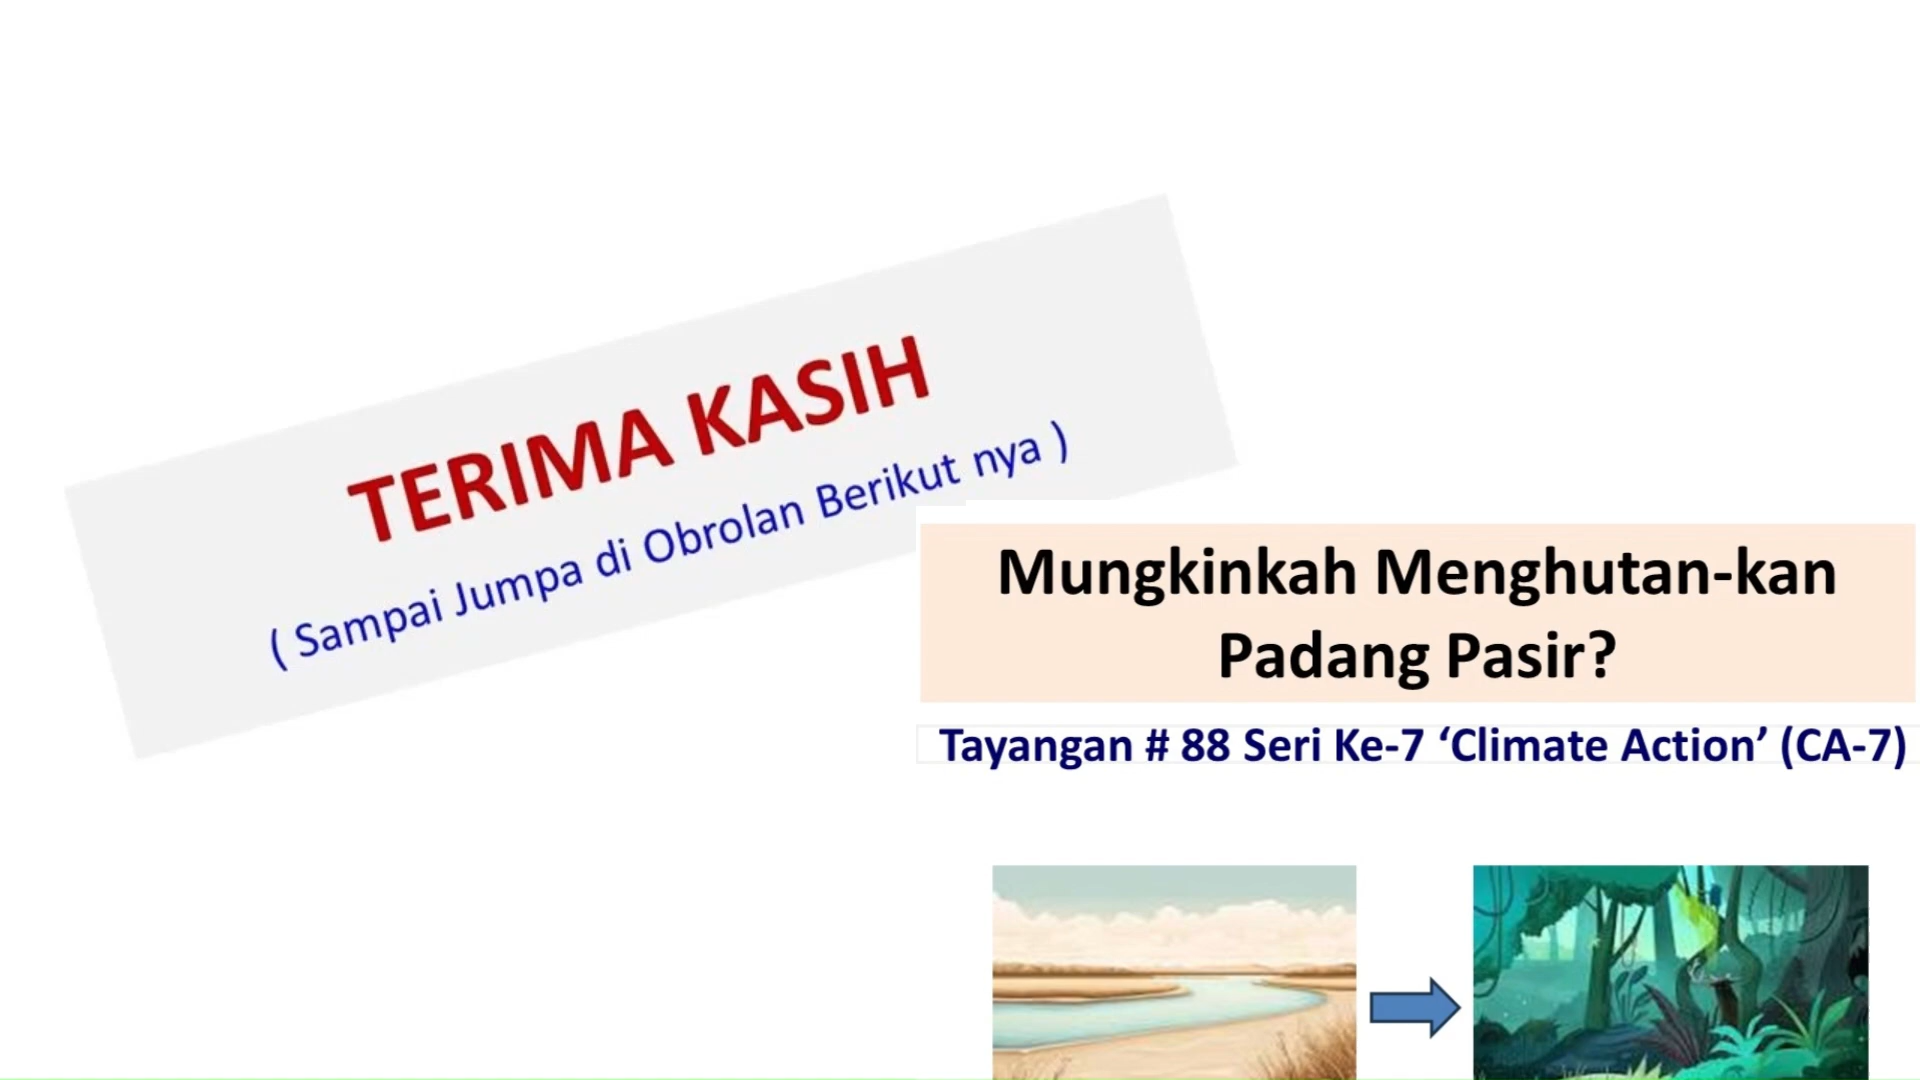 TERIMA KASIH
( Sampai Jumpa di Obrolan Berikut nya )
Mungkinkah Menghutan-kan
Padang Pasir?
Tayangan # 88 Seri Ke-7 ‘Climate Action’ (CA-7)